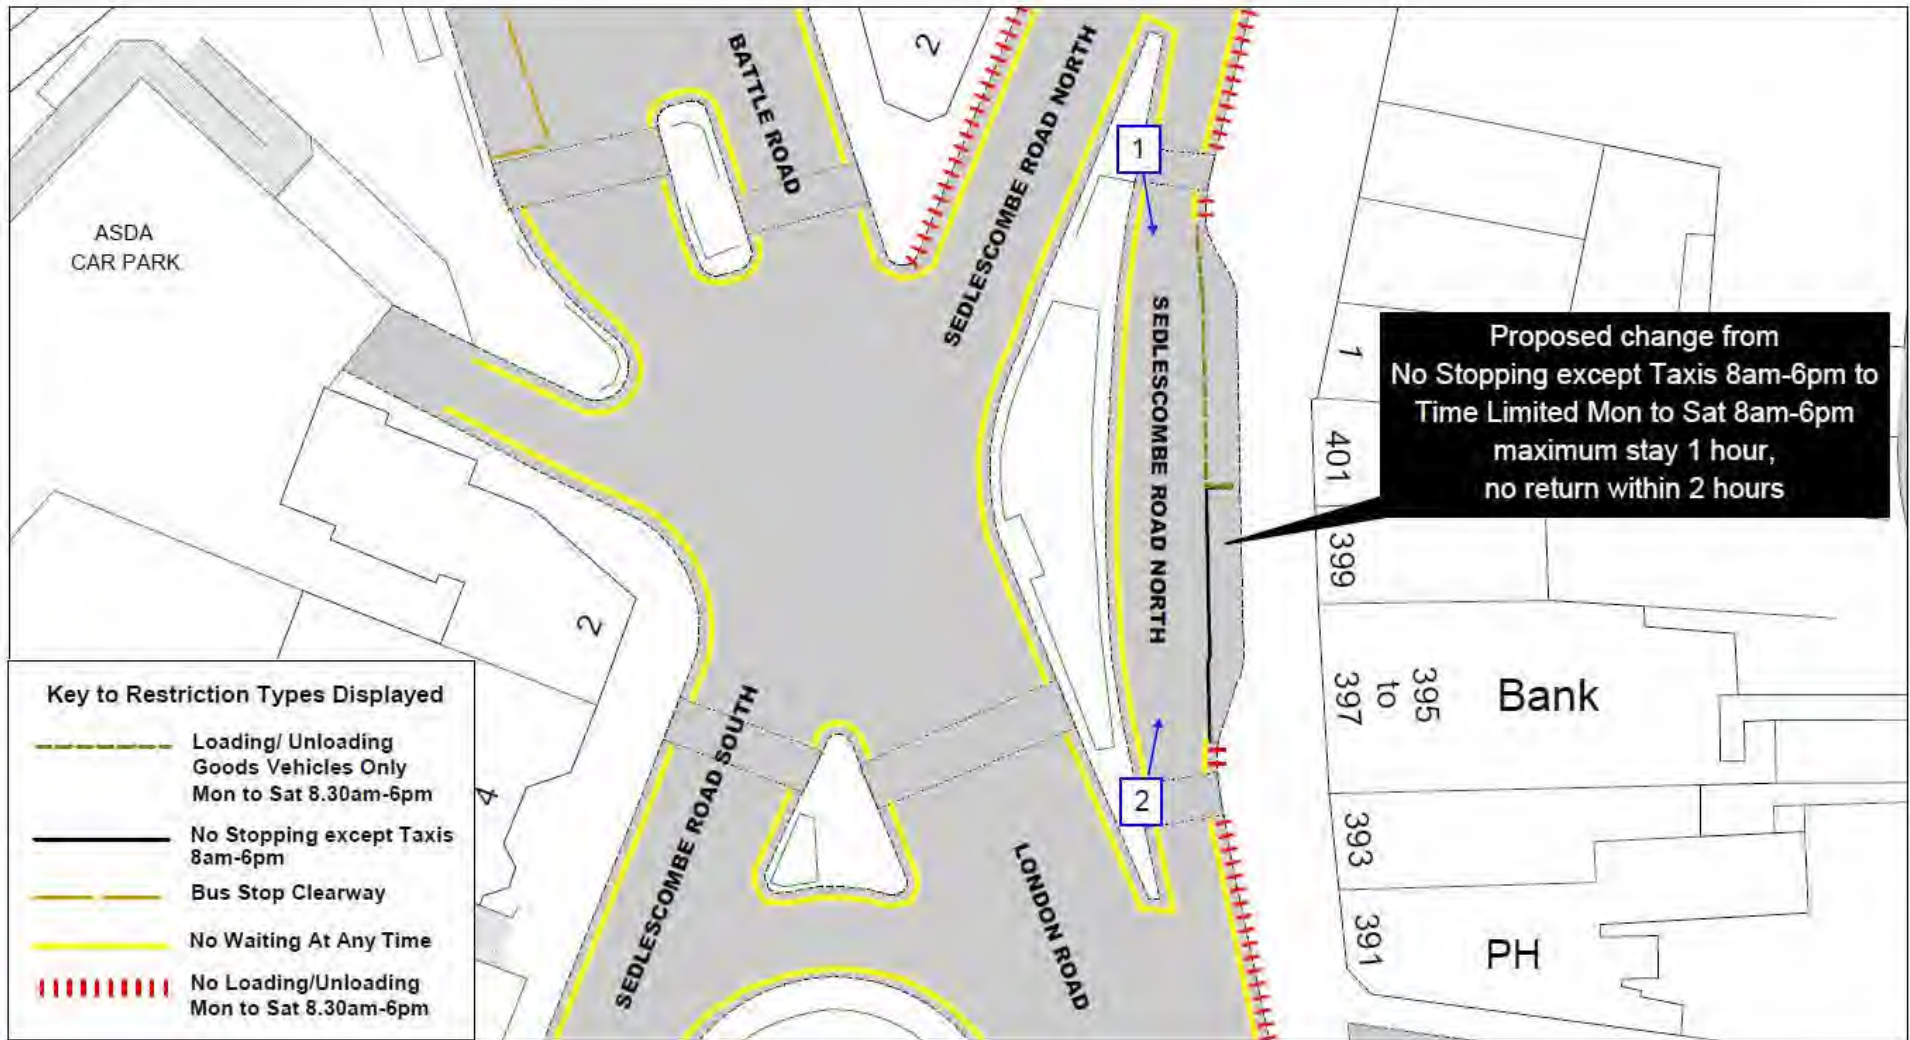 BATTLE ROAD
2
SEDLESCOMBE ROAD NORTH
1
ASDA
CAR PARK
SEDLESCOMBE ROAD NORTH
Proposed change from
No Stopping except Taxis 8am-6pm to
Time Limited Mon to Sat 8am-6pm
maximum stay 1 hour,
no return within 2 hours
1
401
399
2
395
to
397
Bank
2
393
391
PH
4
SEDLESCOMBE ROAD SOUTH
LONDON ROAD
Key to Restriction Types Displayed
Loading/ Unloading
Goods Vehicles Only
Mon to Sat 8.30am-6pm
No Stopping except Taxis
8am-6pm
Bus Stop Clearway
No Waiting At Any Time
No Loading/Unloading
Mon to Sat 8.30am-6pm